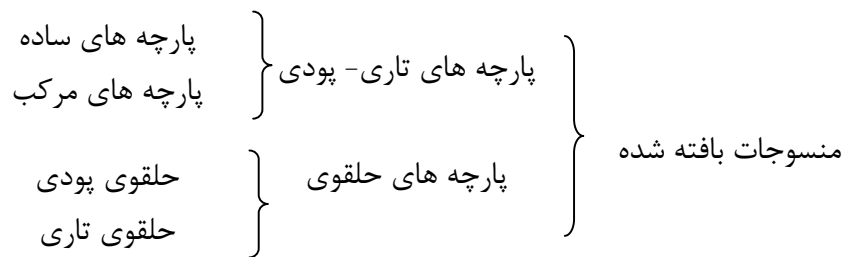 منسوجات بافته شده
پارچه های تاری- پودی
پارچه های ساده
پارچه های مرکب
پارچه های حلقوی
حلقوی پودی
حلقوی تاری